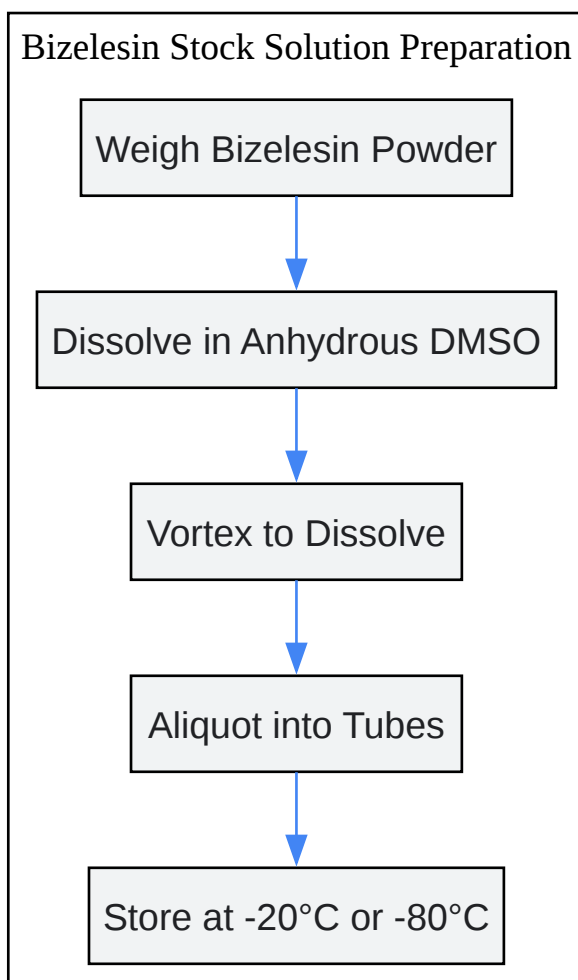 Bizelesin Stock Solution Preparation
Weigh Bizelesin Powder
Dissolve in Anhydrous DMSO
Vortex to Dissolve
Aliquot into Tubes
Store at -20°C or -80°C